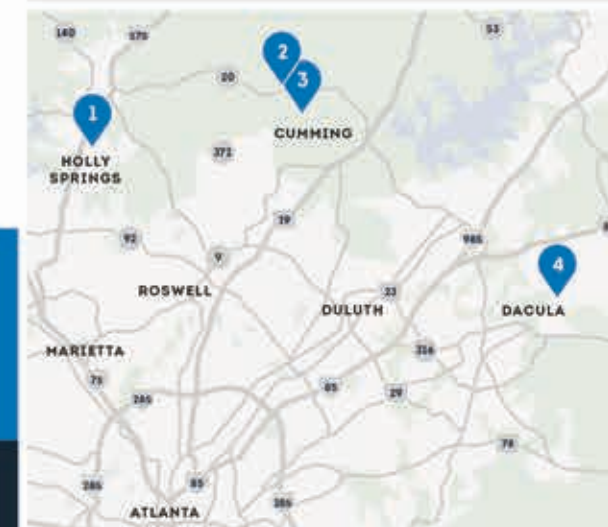 140
575
53
2
20
3
1
CUMMING
HOLLY
SPRINGS
372
19
92
9
985
4
ROSWELL
23
DULUTH
DACULA
MARIETTA
316
75
285
85
29
78
285
85
285
ATLANTA